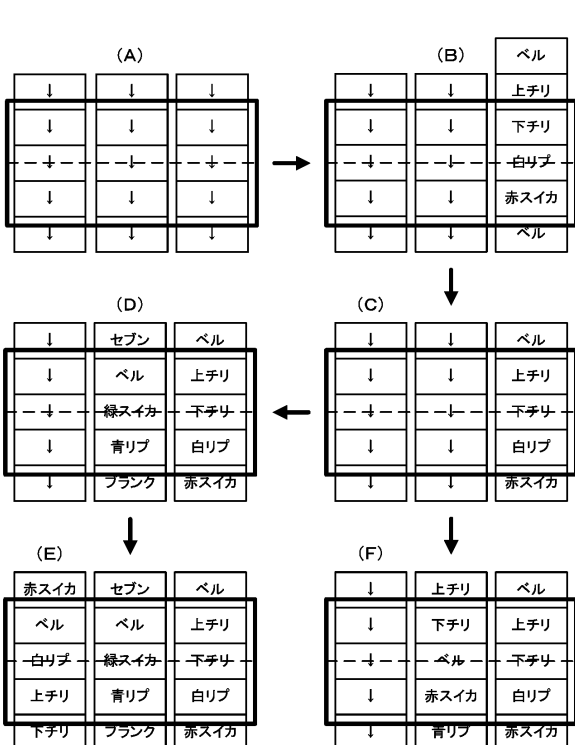 (A)
↓ ↓ ↓
↓ ↓ ↓
↓ ↓ ↓
↓ ↓ ↓
↓ ↓ ↓
(B)
ベル
↓ ↓ 上チリ
↓ ↓ 下チリ
↓ ↓ 白リプ
↓ ↓ 赤スイカ
↓ ↓ ベル
(D)
↓ セブン ベル
↓ ベル 上チリ
↓ 緑スイカ 下チリ
↓ 青リプ 白リプ
↓ ブランク 赤スイカ
(C)
↓ ↓ ベル
↓ ↓ 上チリ
↓ ↓ 下チリ
↓ ↓ 白リプ
↓ ↓ 赤スイカ
(E)
赤スイカ セブン ベル
ベル ベル 上チリ
白リプ 緑スイカ 下チリ
上チリ 青リプ 白リプ
下チリ ブランク 赤スイカ
(F)
↓ 上チリ ベル
↓ 下チリ 上チリ
↓ ベル 下チリ
↓ 赤スイカ 白リプ
↓ 青リプ 赤スイカ